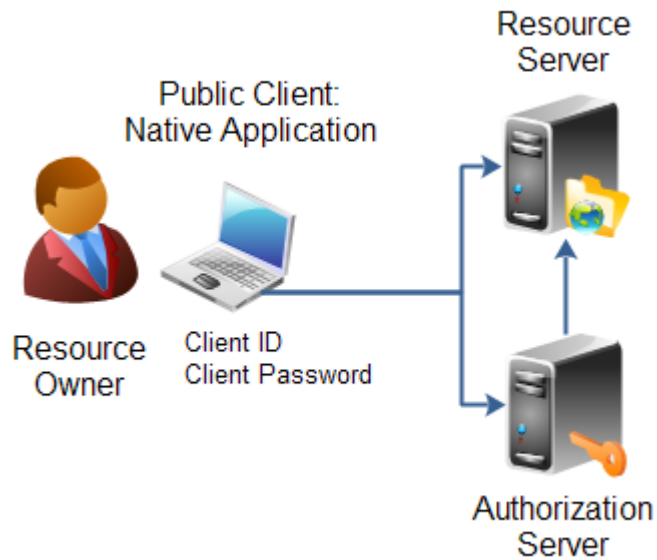 Resource
Server
Public Client:
Native Application
Resource
Owner
Client ID
Client Password
Authorization
Server